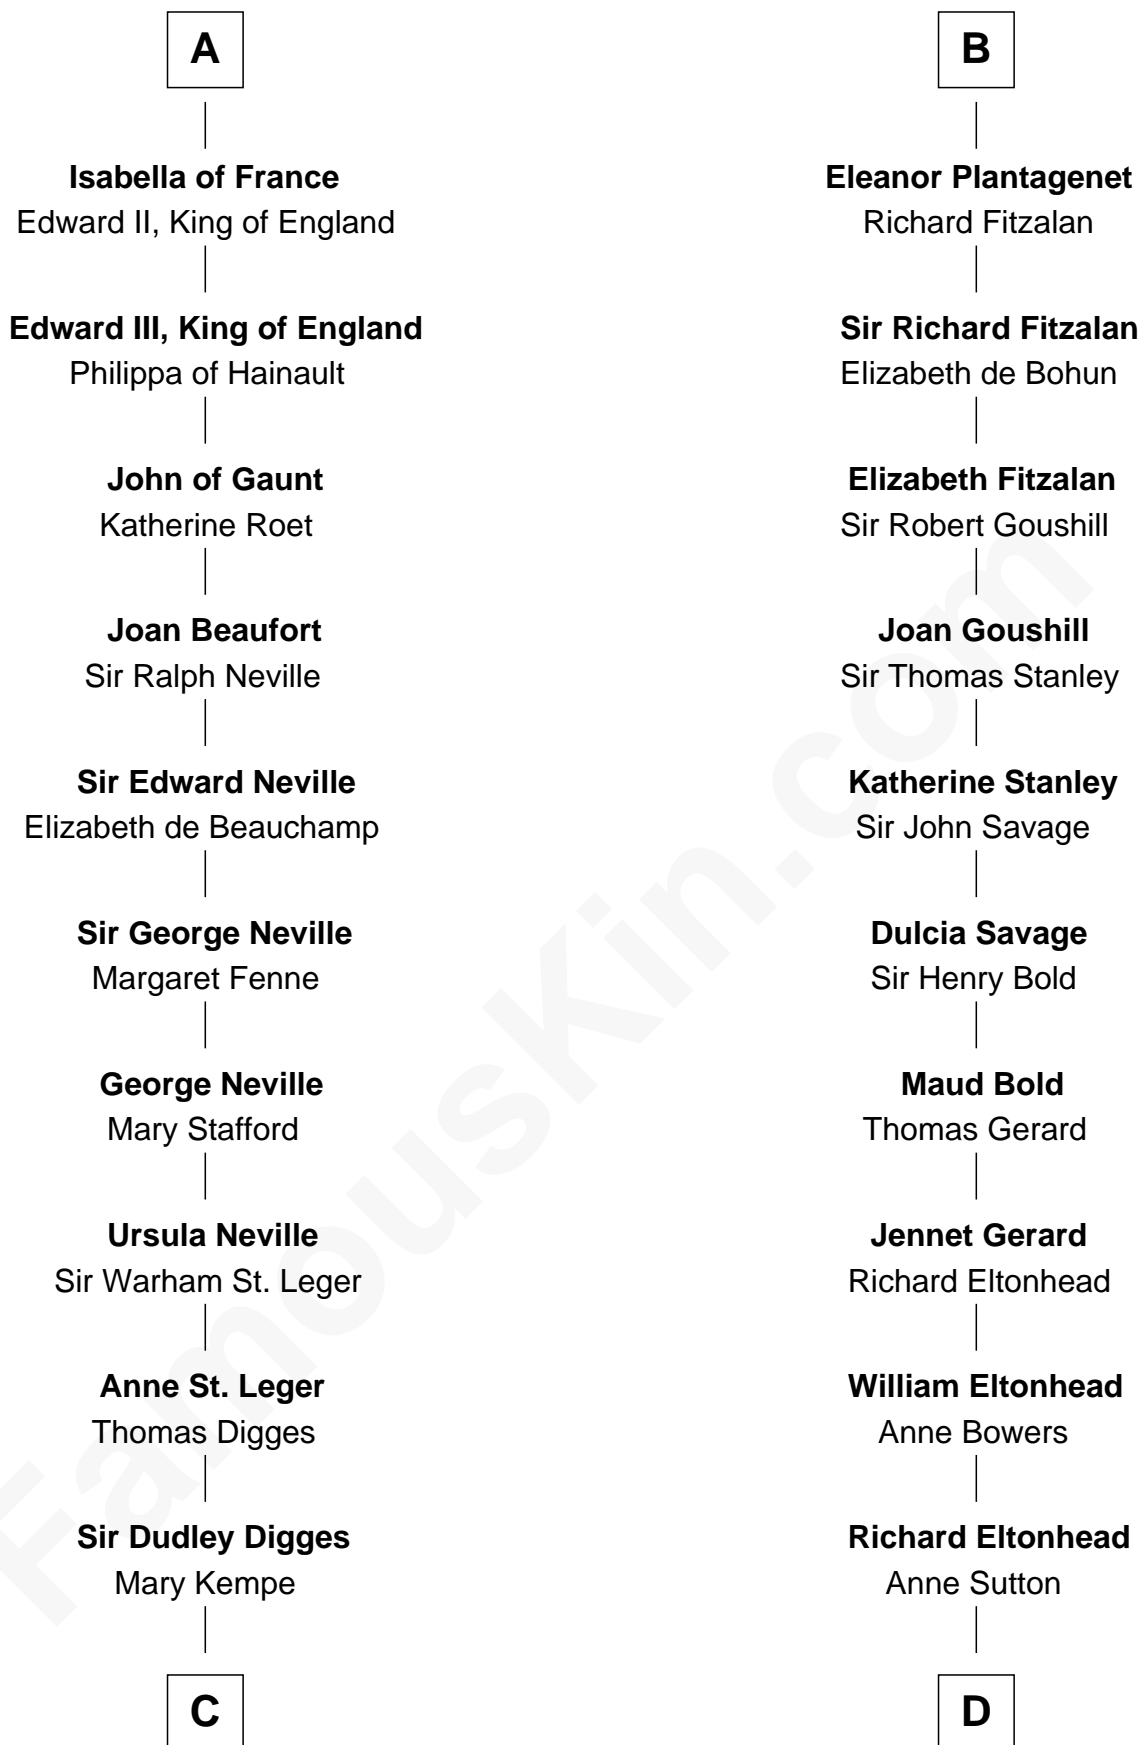 A
Isabella of France
Edward II, King of England
Edward III, King of England
Philippa of Hainault
John of Gaunt
Katherine Roet
Joan Beaufort
Sir Ralph Neville
Sir Edward Neville
Elizabeth de Beauchamp
Sir George Neville
Margaret Fenne
George Neville
Mary Stafford
Ursula Neville
Sir Warham St. Leger
Anne St. Leger
Thomas Digges
Sir Dudley Digges
Mary Kempe
C
B
Eleanor Plantagenet
Richard Fitzalan
Sir Richard Fitzalan
Elizabeth de Bohun
Elizabeth Fitzalan
Sir Robert Goushill
Joan Goushill
Sir Thomas Stanley
Katherine Stanley
Sir John Savage
Dulcia Savage
Sir Henry Bold
Maud Bold
Thomas Gerard
Jennet Gerard
Richard Eltonhead
William Eltonhead
Anne Bowers
Richard Eltonhead
Anne Sutton
D
FamousKin.com